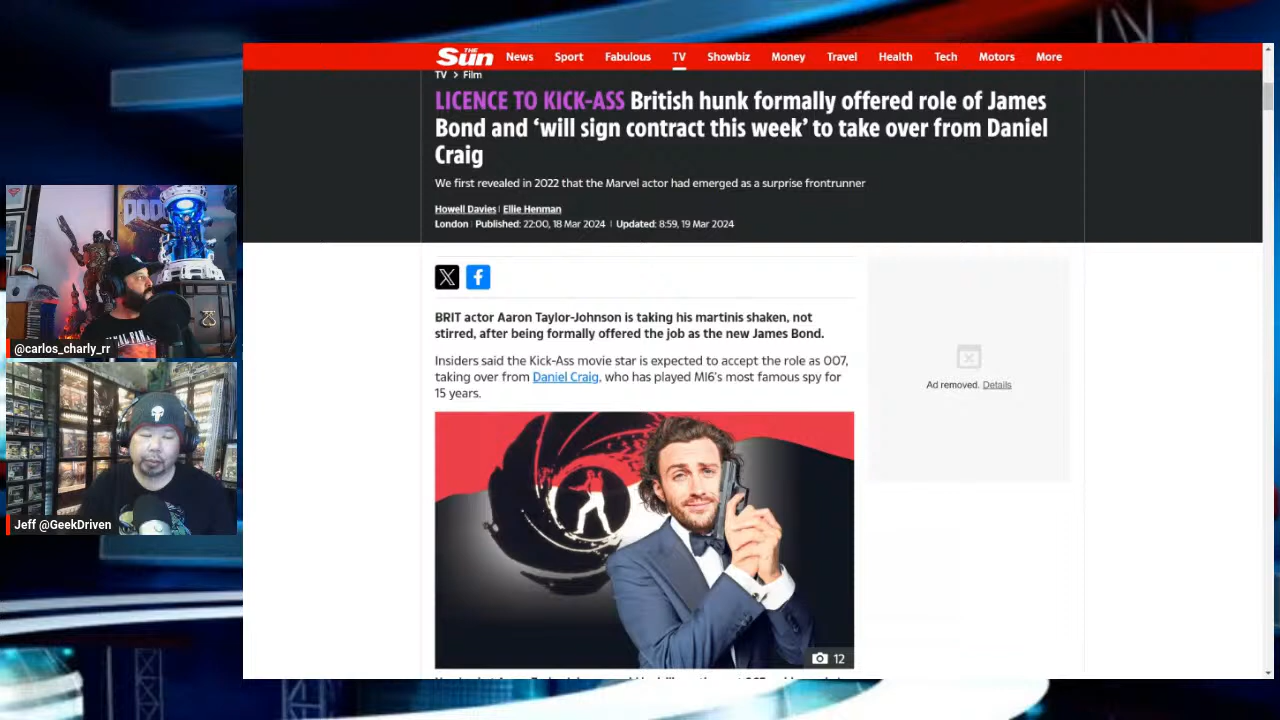 THE Sun News Sport Fabulous TV Showbiz Money Travel Health Tech Motors More
TV > Film
LICENCE TO KICK-ASS British hunk formally offered role of James
Bond and ‘will sign contract this week’ to take over from Daniel
Craig
We first revealed in 2022 that the Marvel actor had emerged as a surprise frontrunner
Howell Davies | Ellie Henman
London | Published: 22:00, 18 Mar 2024 | Updated: 8:59, 19 Mar 2024
BRIT actor Aaron Taylor-Johnson is taking his martinis shaken, not
stirred, after being formally offered the job as the new James Bond.
Insiders said the Kick-Ass movie star is expected to accept the role as 007,
taking over from Daniel Craig, who has played MI6's most famous spy for
15 years.
Ad removed. Details
12
DOOM
@carlos_charly_rr
Jeff @GeekDriven